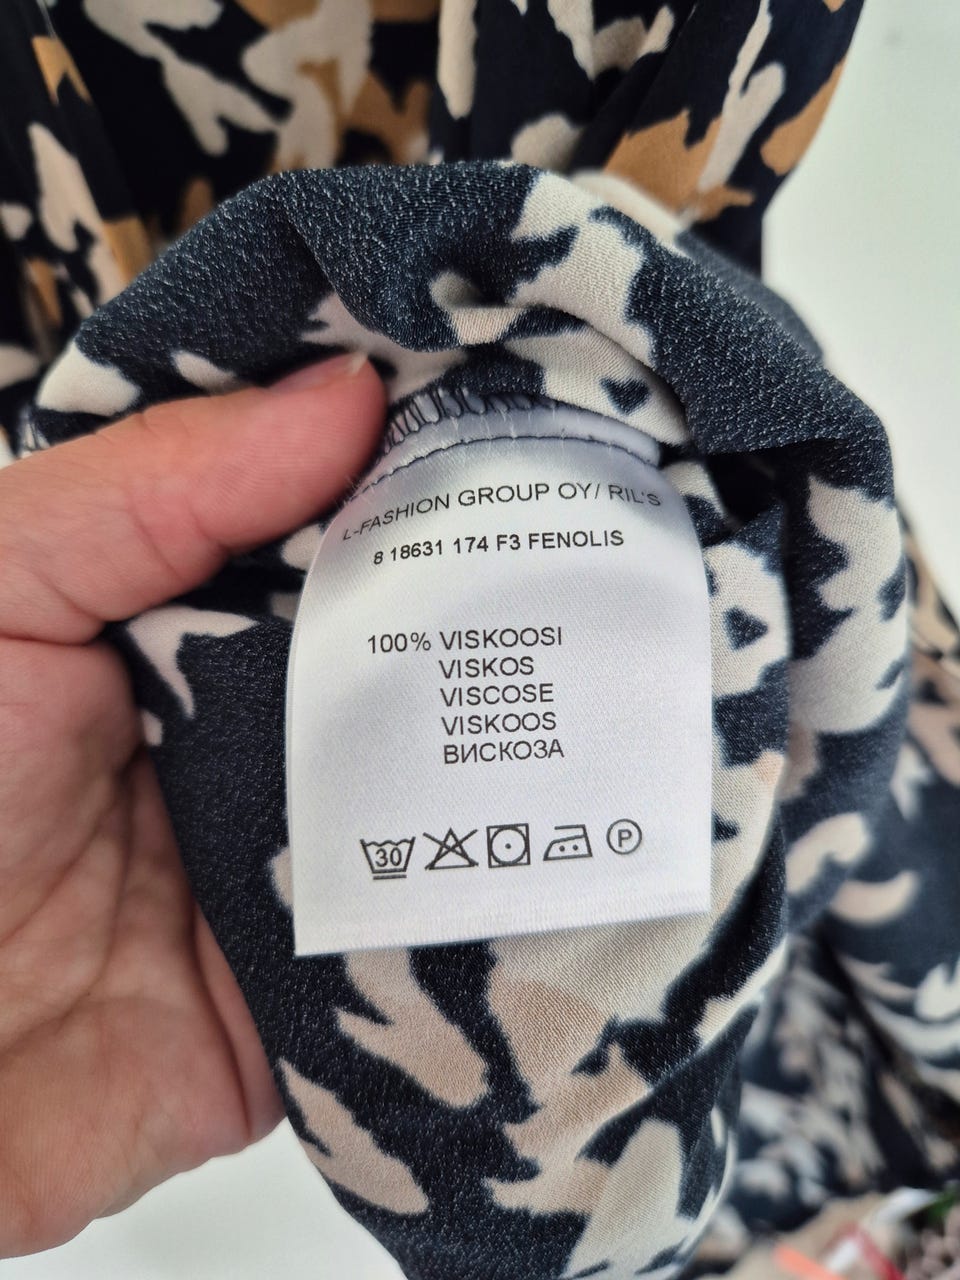 L-FASHION GROUP OY/ RIL'S
8 18631 174 F3 FENOLIS
100% VISKOOSI
VISKOS
VISCOSE
VISKOOS
ВИСКОЗА
30 P